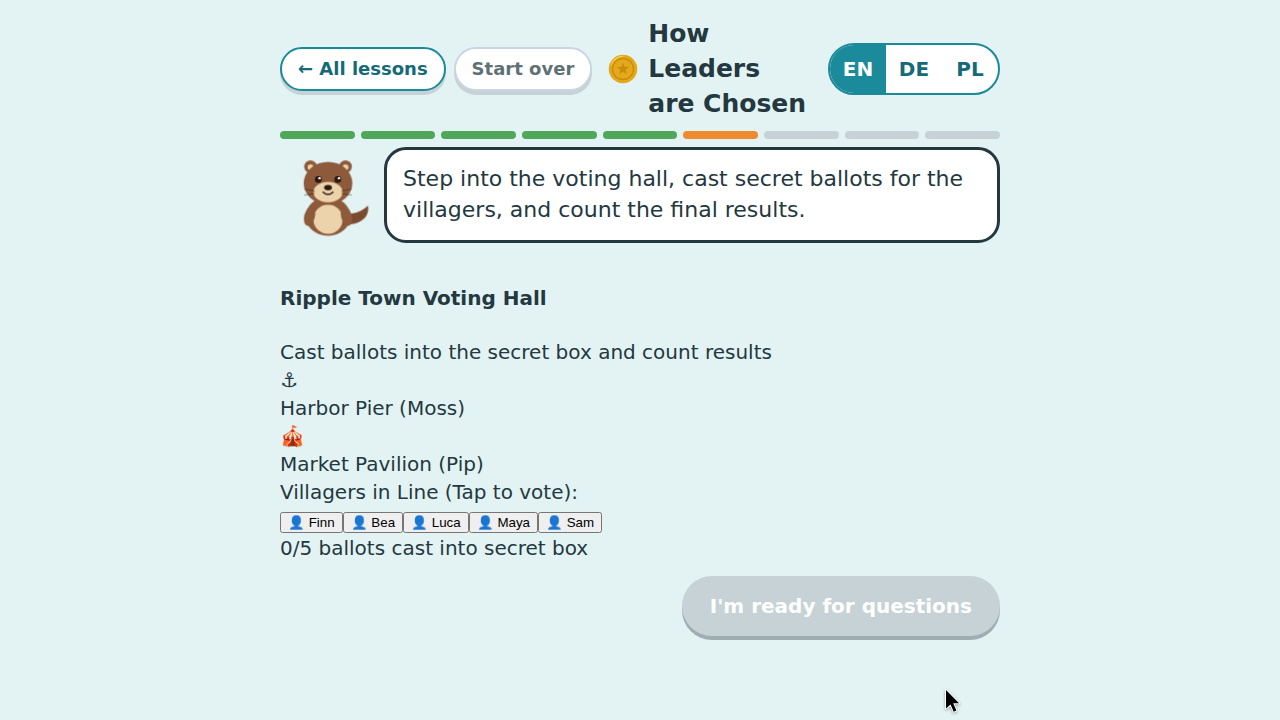 ← All lessons
Start over
How
Leaders
are Chosen
EN DE PL
Step into the voting hall, cast secret ballots for the
villagers, and count the final results.
Ripple Town Voting Hall
Cast ballots into the secret box and count results
Harbor Pier (Moss)
Market Pavilion (Pip)
Villagers in Line (Tap to vote):
Finn Bea Luca Maya Sam
0/5 ballots cast into secret box
I'm ready for questions